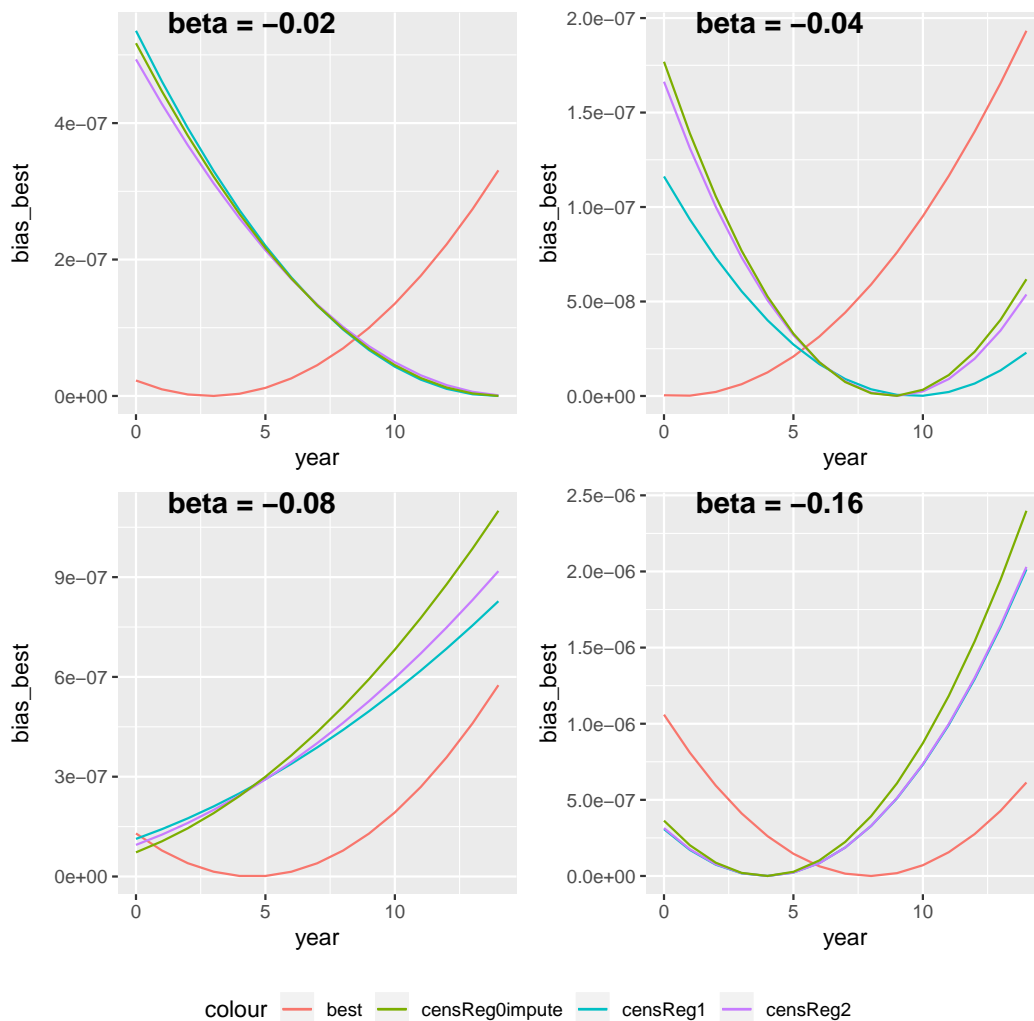 beta = −0.02
bias_best
4e−07
2e−07
0e+00
0
5
10
year
beta = −0.04
bias_best
2.0e−07
1.5e−07
1.0e−07
5.0e−08
0.0e+00
0
5
10
year
beta = −0.08
bias_best
9e−07
6e−07
3e−07
0e+00
0
5
10
year
beta = −0.16
bias_best
2.5e−06
2.0e−06
1.5e−06
1.0e−06
5.0e−07
0.0e+00
0
5
10
year
colour best censReg0impute censReg1 censReg2